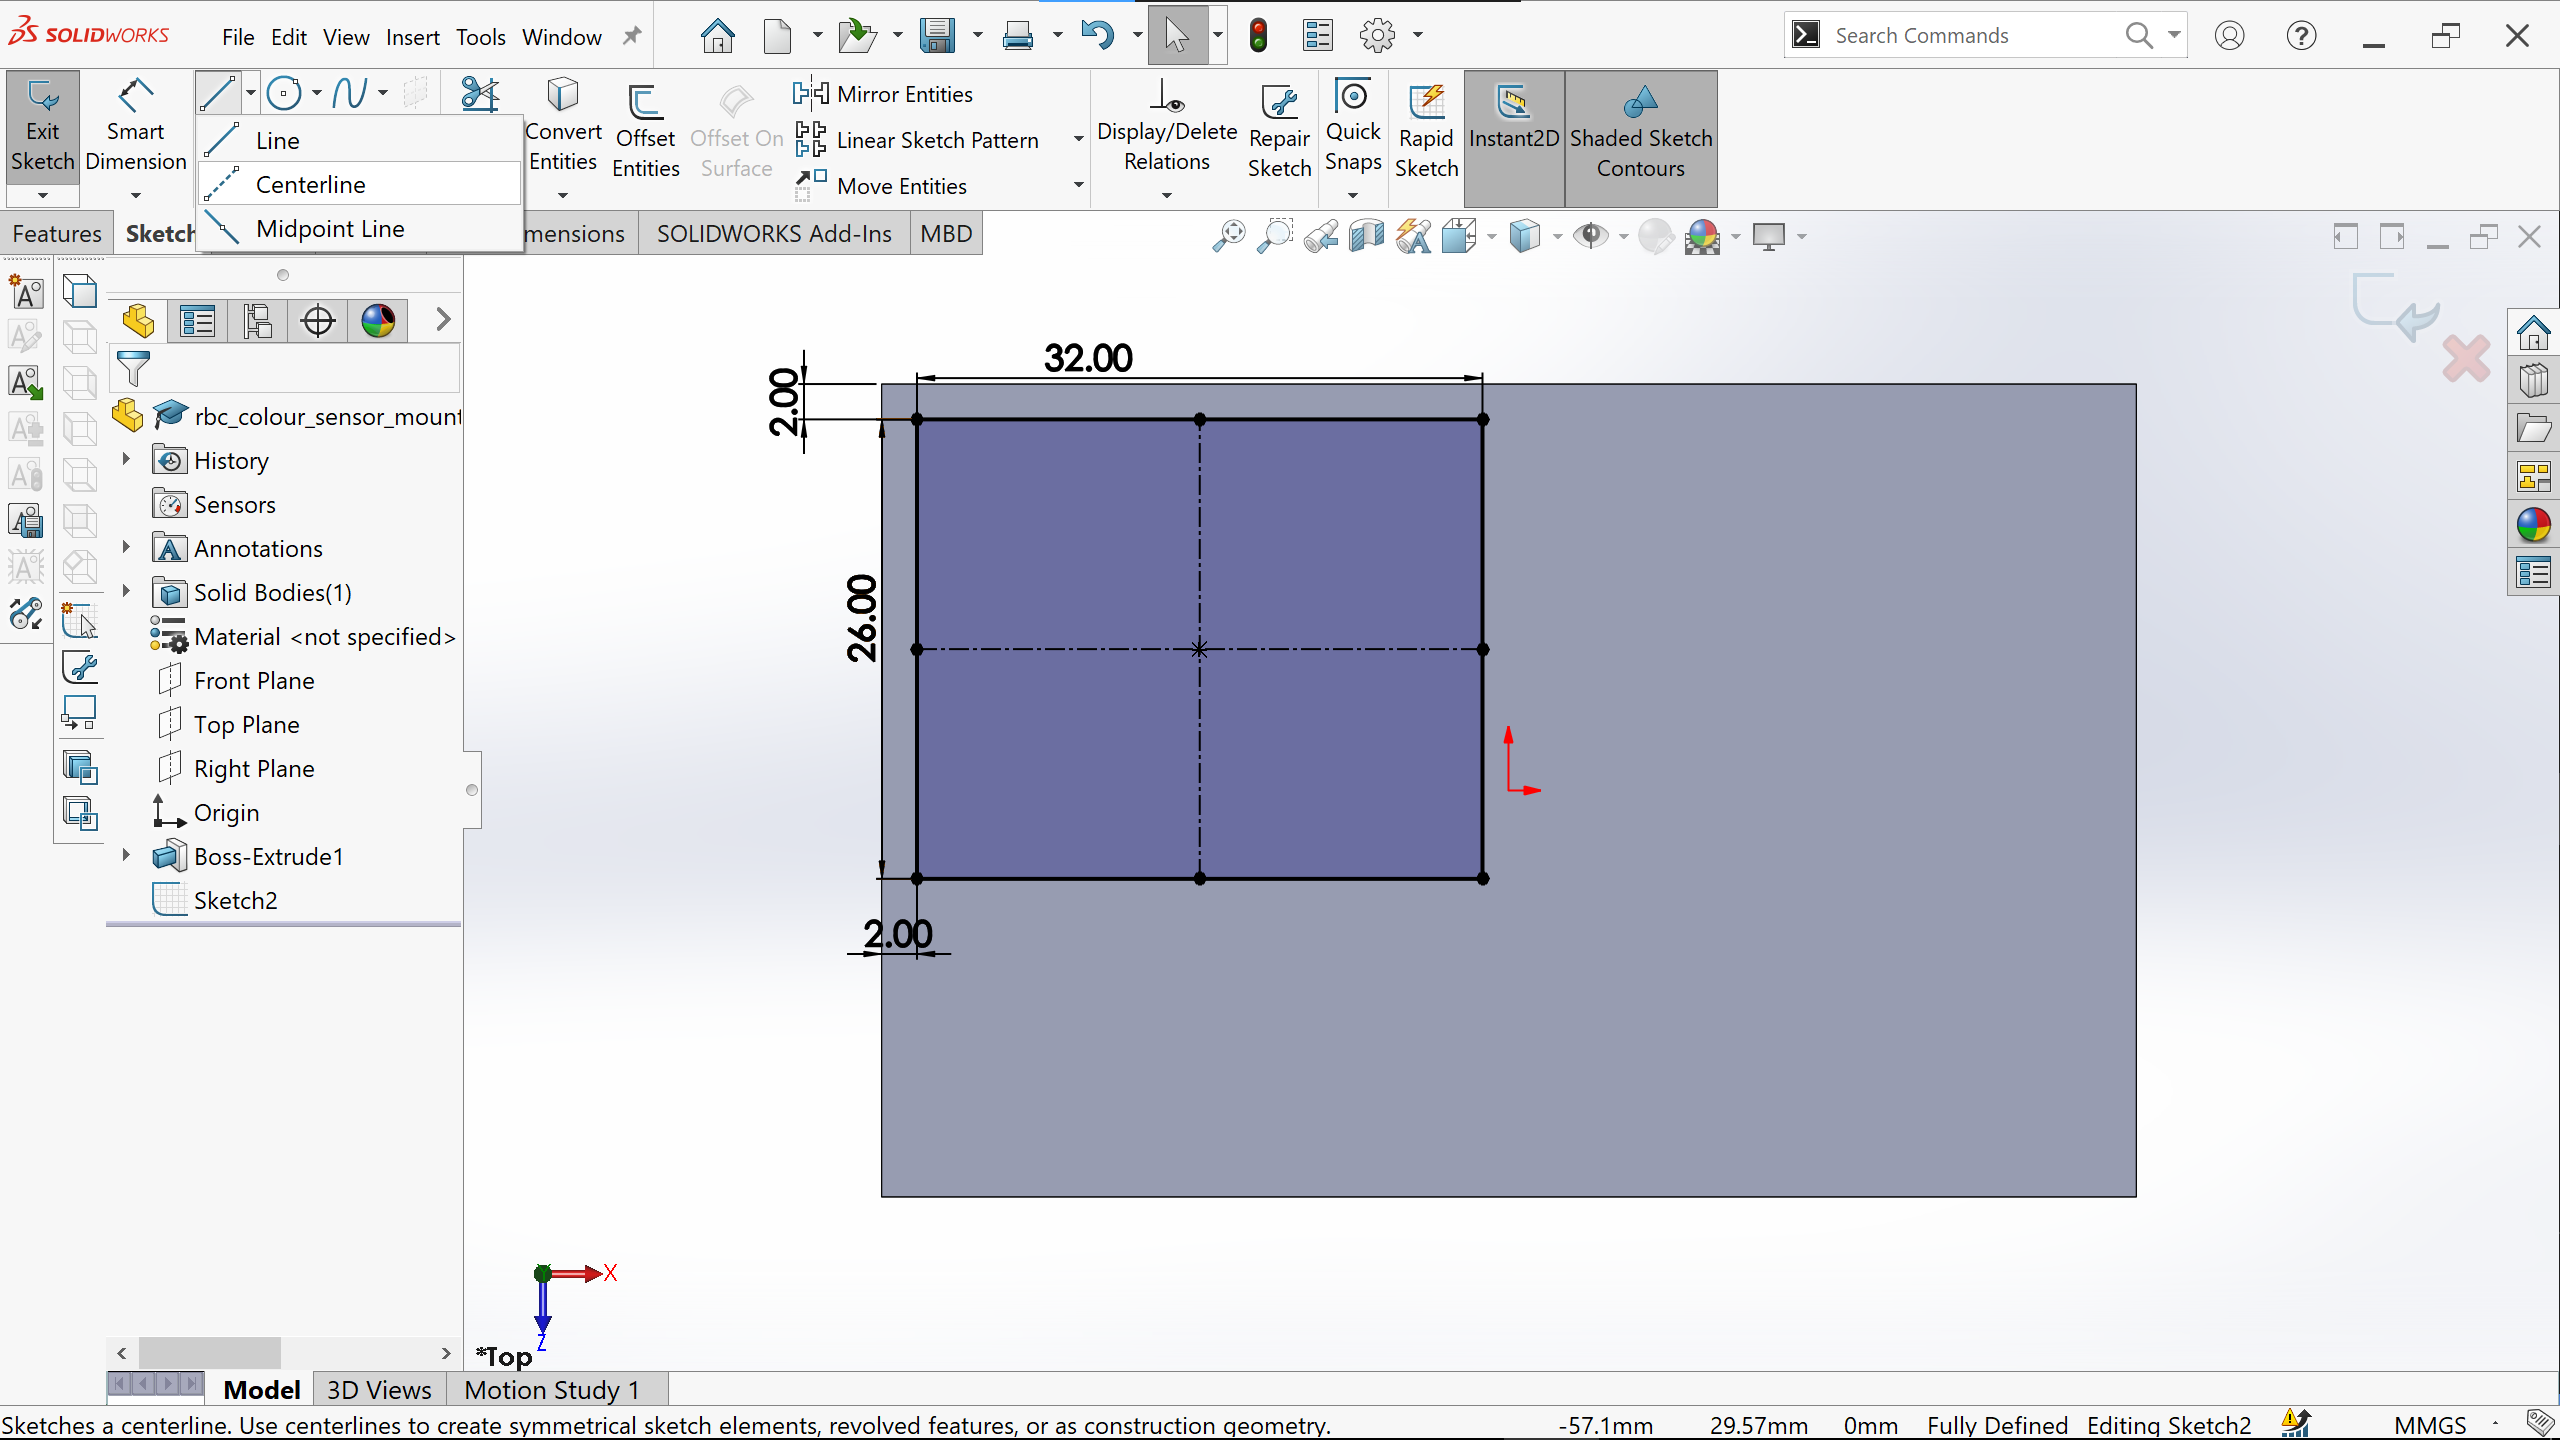 SOLIDWORKS File Edit View Insert Tools Window Search Commands
Exit Sketch
Smart Dimension
Line
Centerline
Midpoint Line
Convert Entities
Offset Entities
Offset On Surface
Mirror Entities
Linear Sketch Pattern
Move Entities
Display/Delete Relations
Repair Sketch
Quick Snaps
Rapid Sketch
Instant2D
Shaded Sketch Contours
Features Sketch mensions SOLIDWORKS Add-Ins MBD
rbc_colour_sensor_mount
History
Sensors
Annotations
Solid Bodies(1)
Material <not specified>
Front Plane
Top Plane
Right Plane
Origin
Boss-Extrude1
Sketch2
32.00
2.00
26.00
2.00
X
Z
*Top
Model 3D Views Motion Study 1
Sketches a centerline. Use centerlines to create symmetrical sketch elements, revolved features, or as construction geometry. -57.1mm 29.57mm 0mm Fully Defined Editing Sketch2 MMGS